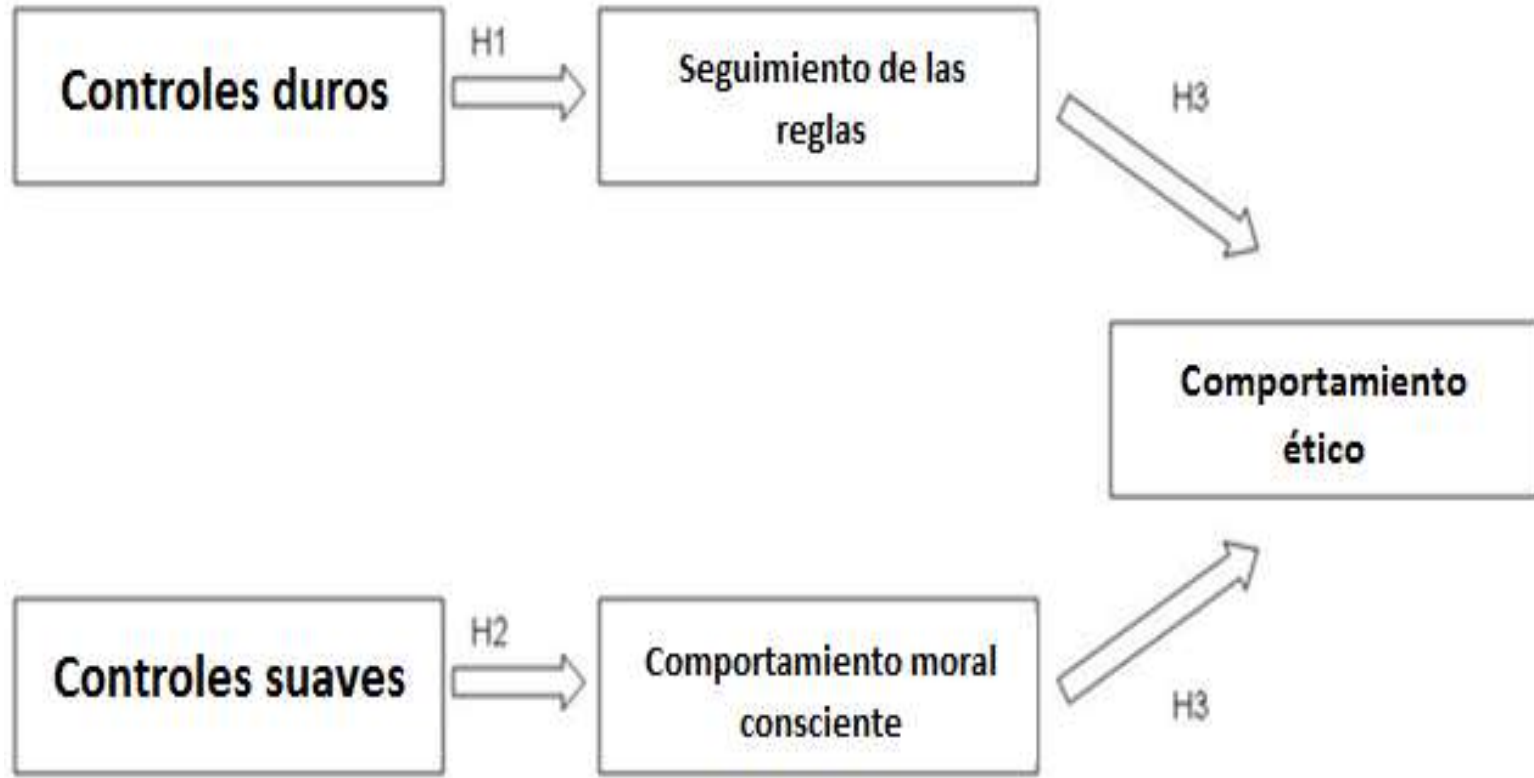 Controles duros
H1
Seguimiento de las
reglas
H3
Comportamiento
ético
Controles suaves
H2
Comportamiento moral
consciente
H3